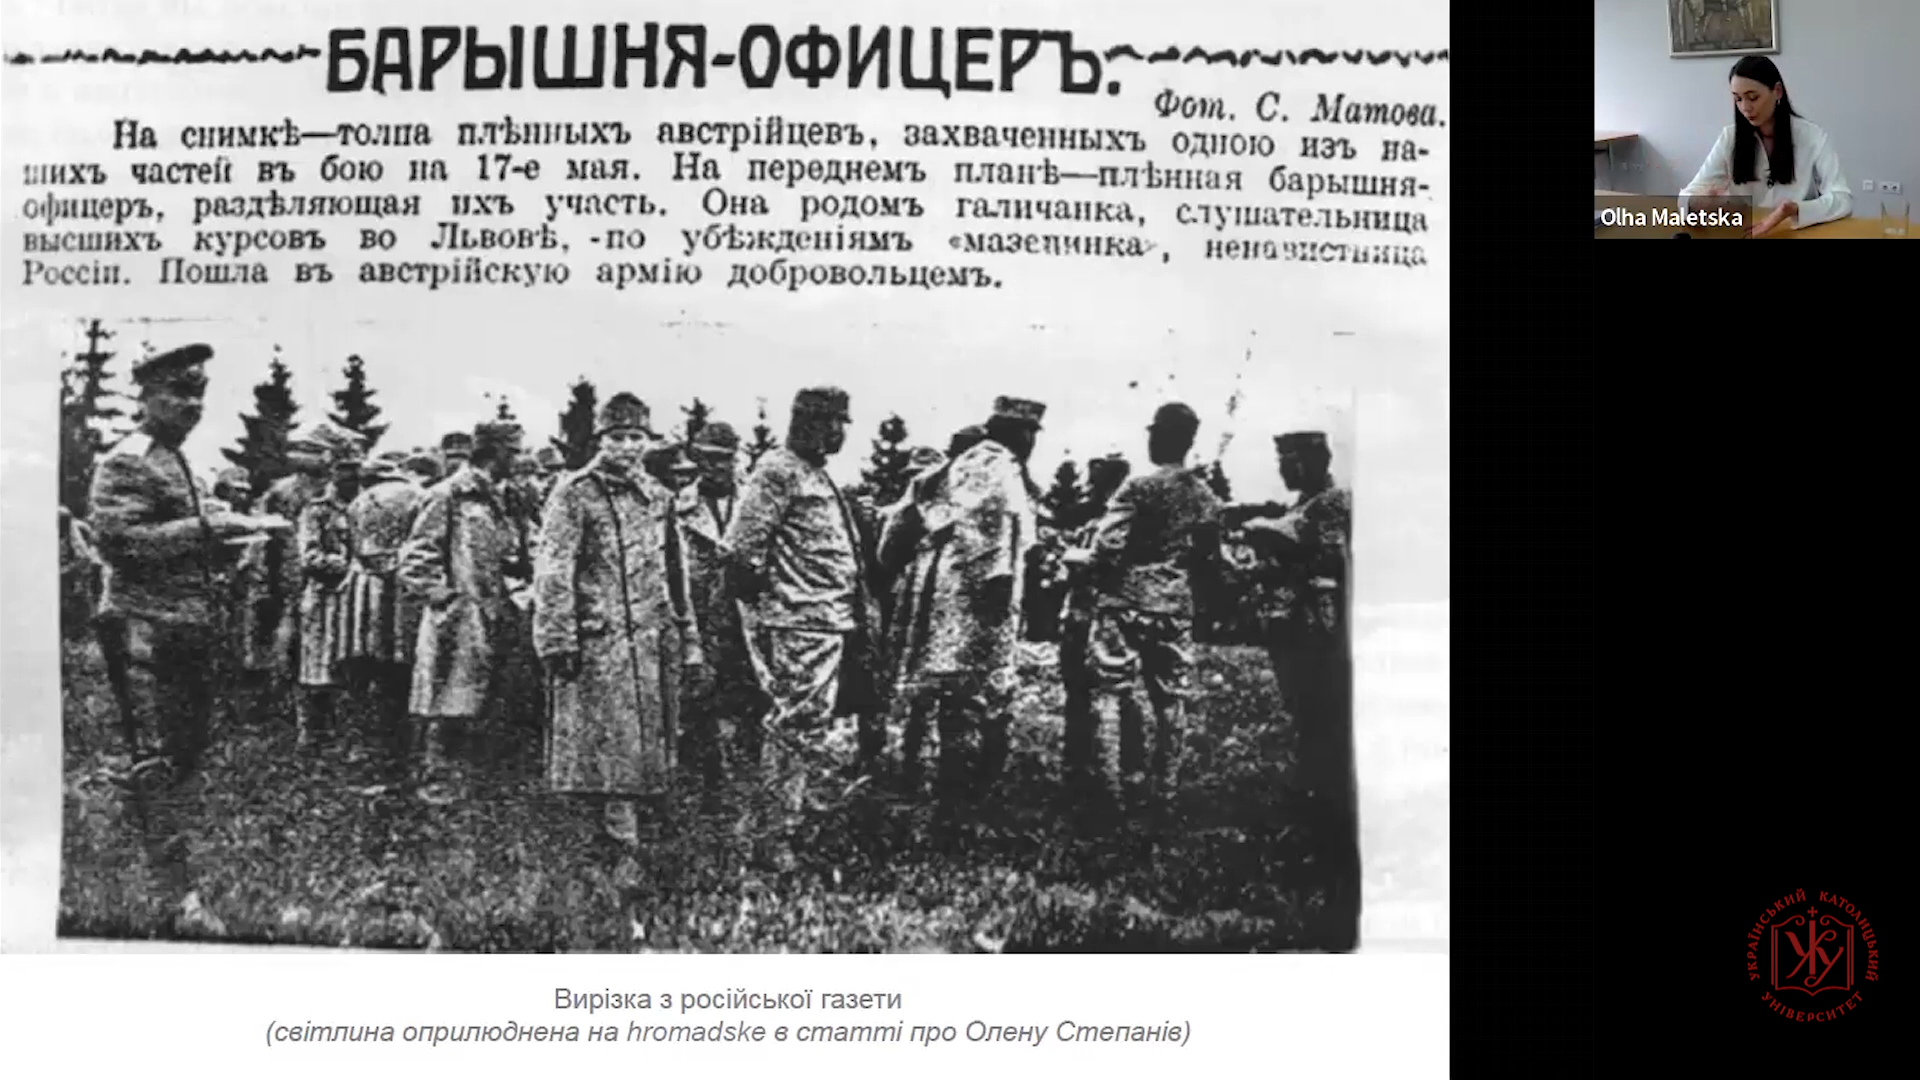 БАРЫШНЯ-ОФИЦЕРЪ.
Фот. С. Матова.
На снимкѣ—толпа плѣнныхъ австрійцевъ, захваченныхъ одною изъ на-
шихъ частей въ бою на 17-е мая. На переднемъ планѣ—плѣнная барышня-
офицеръ, раздѣляющая ихъ участь. Она родомъ галичанка, слушательница
высшихъ курсовъ во Львовѣ, -по убѣжденіямъ «мазепинка», ненавистница
Россіи. Пошла въ австрійскую армію добровольцемъ.
Вирізка з російської газети
(світлина оприлюднена на hromadske в статті про Олену Степанів)
Olha Maletska
УКРАЇНСЬКИЙ КАТОЛИЦЬКИЙ
УНІВЕРСИТЕТ